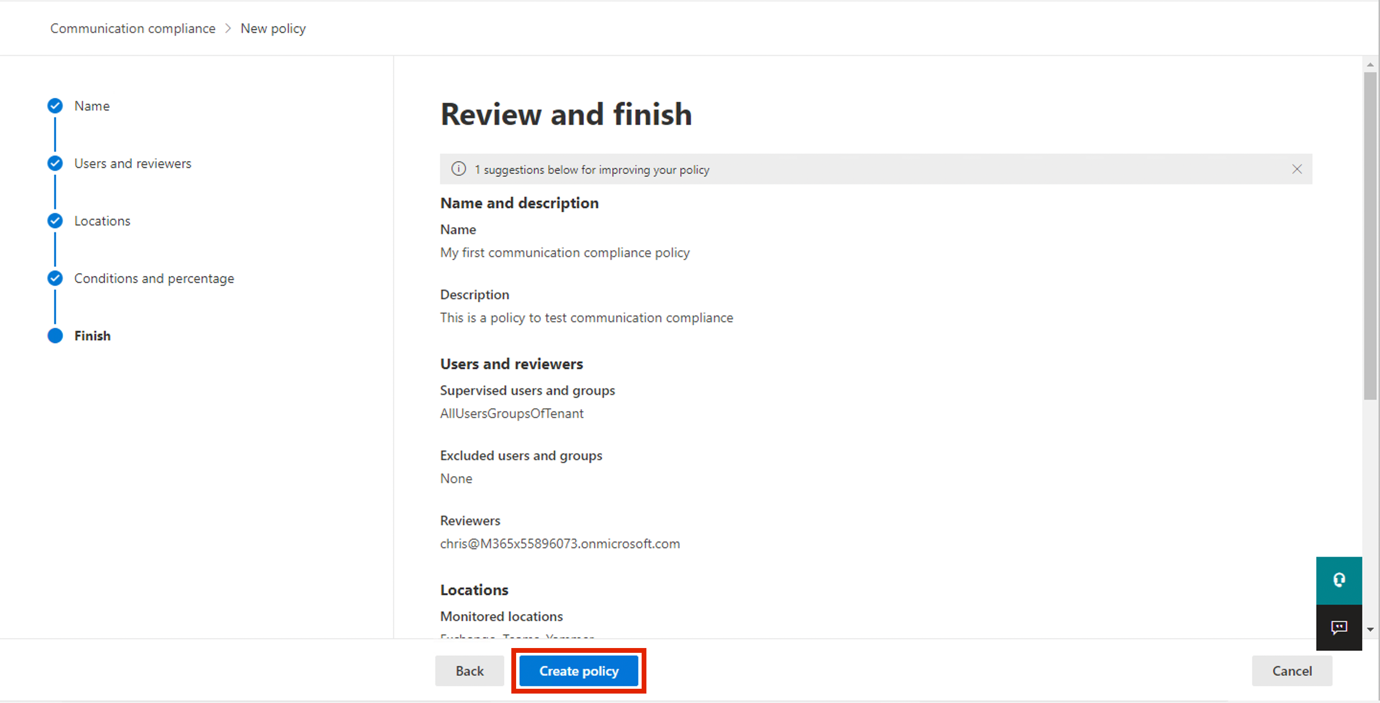 Communication compliance > New policy
Name
Users and reviewers
Locations
Conditions and percentage
Finish
Review and finish
1 suggestions below for improving your policy
Name and description
Name
My first communication compliance policy
Description
This is a policy to test communication compliance
Users and reviewers
Supervised users and groups
AllUsersGroupsOfTenant
Excluded users and groups
None
Reviewers
chris@M365x55896073.onmicrosoft.com
Locations
Monitored locations
Exchange, Teams, Yammer
Back
Create policy
Cancel